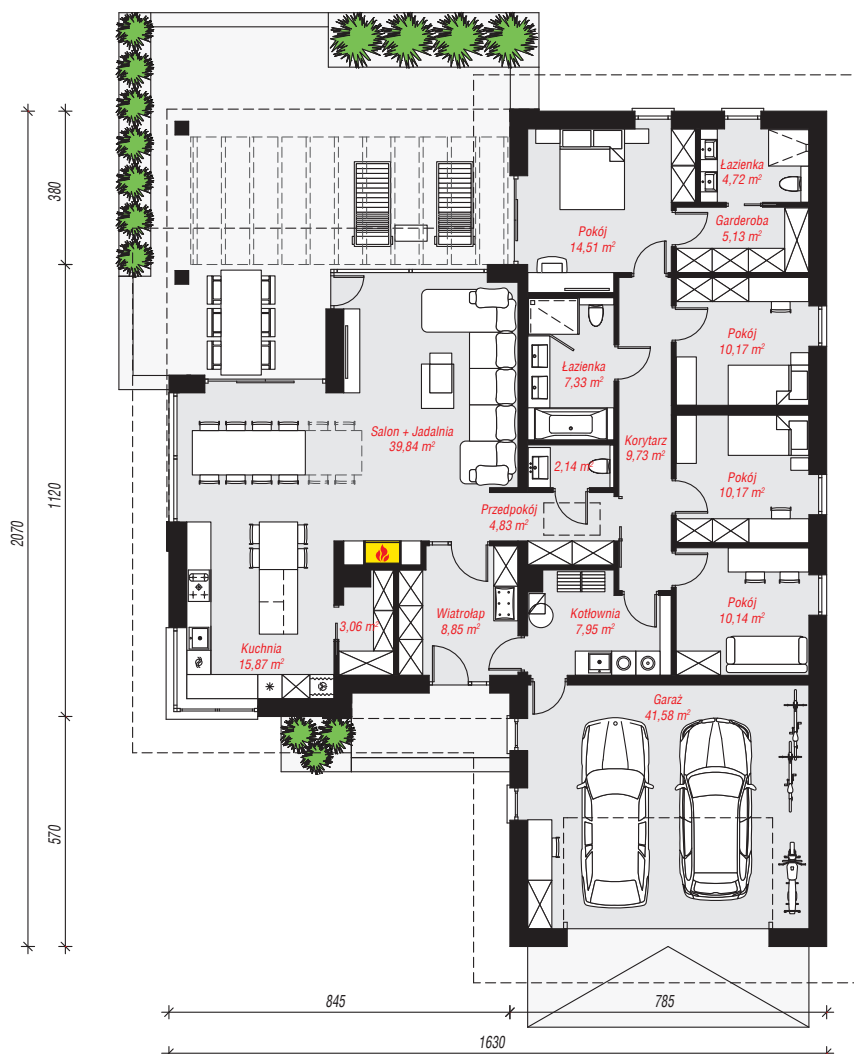 380
1120
2070
570
845
785
1630
Łazienka
4,72 m²
Garderoba
5,13 m²
Pokój
14,51 m²
Pokój
10,17 m²
Łazienka
7,33 m²
Salon + Jadalnia
39,84 m²
Korytarz
9,73 m²
2,14 m²
Pokój
10,17 m²
Przedpokój
4,83 m²
Wiatrołap
8,85 m²
Kotłownia
7,95 m²
Pokój
10,14 m²
3,06 m²
Kuchnia
15,87 m²
Garaż
41,58 m²